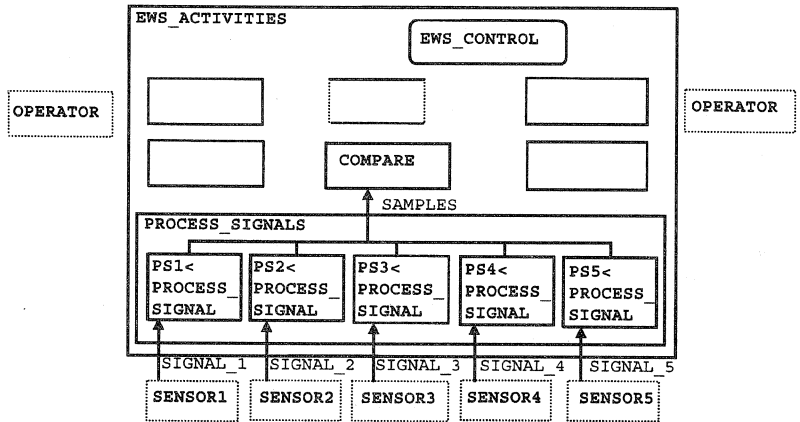 EWS_ACTIVITIES
EWS_CONTROL
OPERATOR
OPERATOR
COMPARE
SAMPLES
PROCESS_SIGNALS
PS1<
PROCESS_
SIGNAL
PS2<
PROCESS_
SIGNAL
PS3<
PROCESS_
SIGNAL
PS4<
PROCESS_
SIGNAL
PS5<
PROCESS_
SIGNAL
SIGNAL_1
SIGNAL_2
SIGNAL_3
SIGNAL_4
SIGNAL_5
SENSOR1
SENSOR2
SENSOR3
SENSOR4
SENSOR5